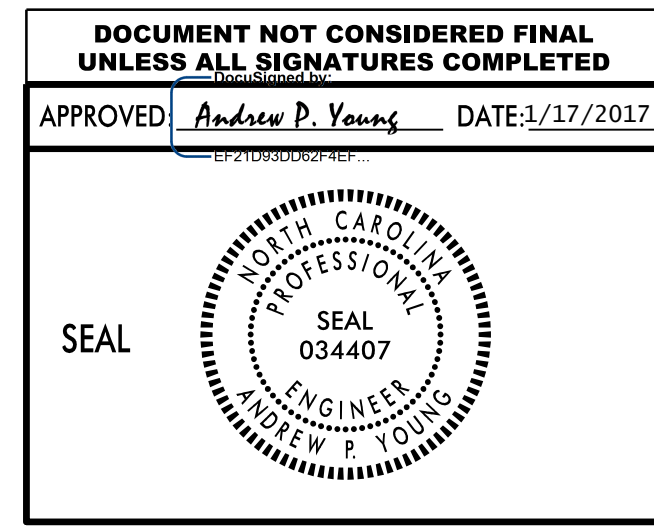 DOCUMENT NOT CONSIDERED FINAL
UNLESS ALL SIGNATURES COMPLETED
DocuSigned by:
APPROVED: Andrew P. Young DATE: 1/17/2017
EF21D93DD62F4EF...
SEAL
NORTH CAROLINA
PROFESSIONAL
SEAL
034407
ENGINEER
ANDREW P. YOUNG